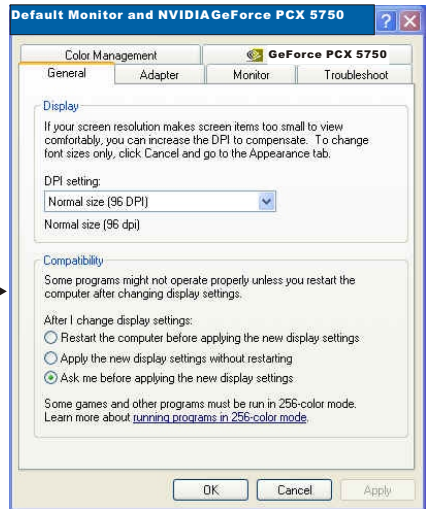 Default Monitor and NVIDIAGeForce PCX 5750
Color Management
GeForce PCX 5750
General
Adapter
Monitor
Troubleshoot
Display
If your screen resolution makes screen items too small to view
comfortably, you can increase the DPI to compensate. To change
font sizes only, click Cancel and go to the Appearance tab.
DPI setting:
Normal size (96 DPI)
Normal size (96 dpi)
Compatibility
Some programs might not operate properly unless you restart the
computer after changing display settings.
After I change display settings:
Restart the computer before applying the new display settings
Apply the new display settings without restarting
Ask me before applying the new display settings
Some games and other programs must be run in 256-color mode.
Learn more about running programs in 256-color mode.
OK
Cancel
Apply